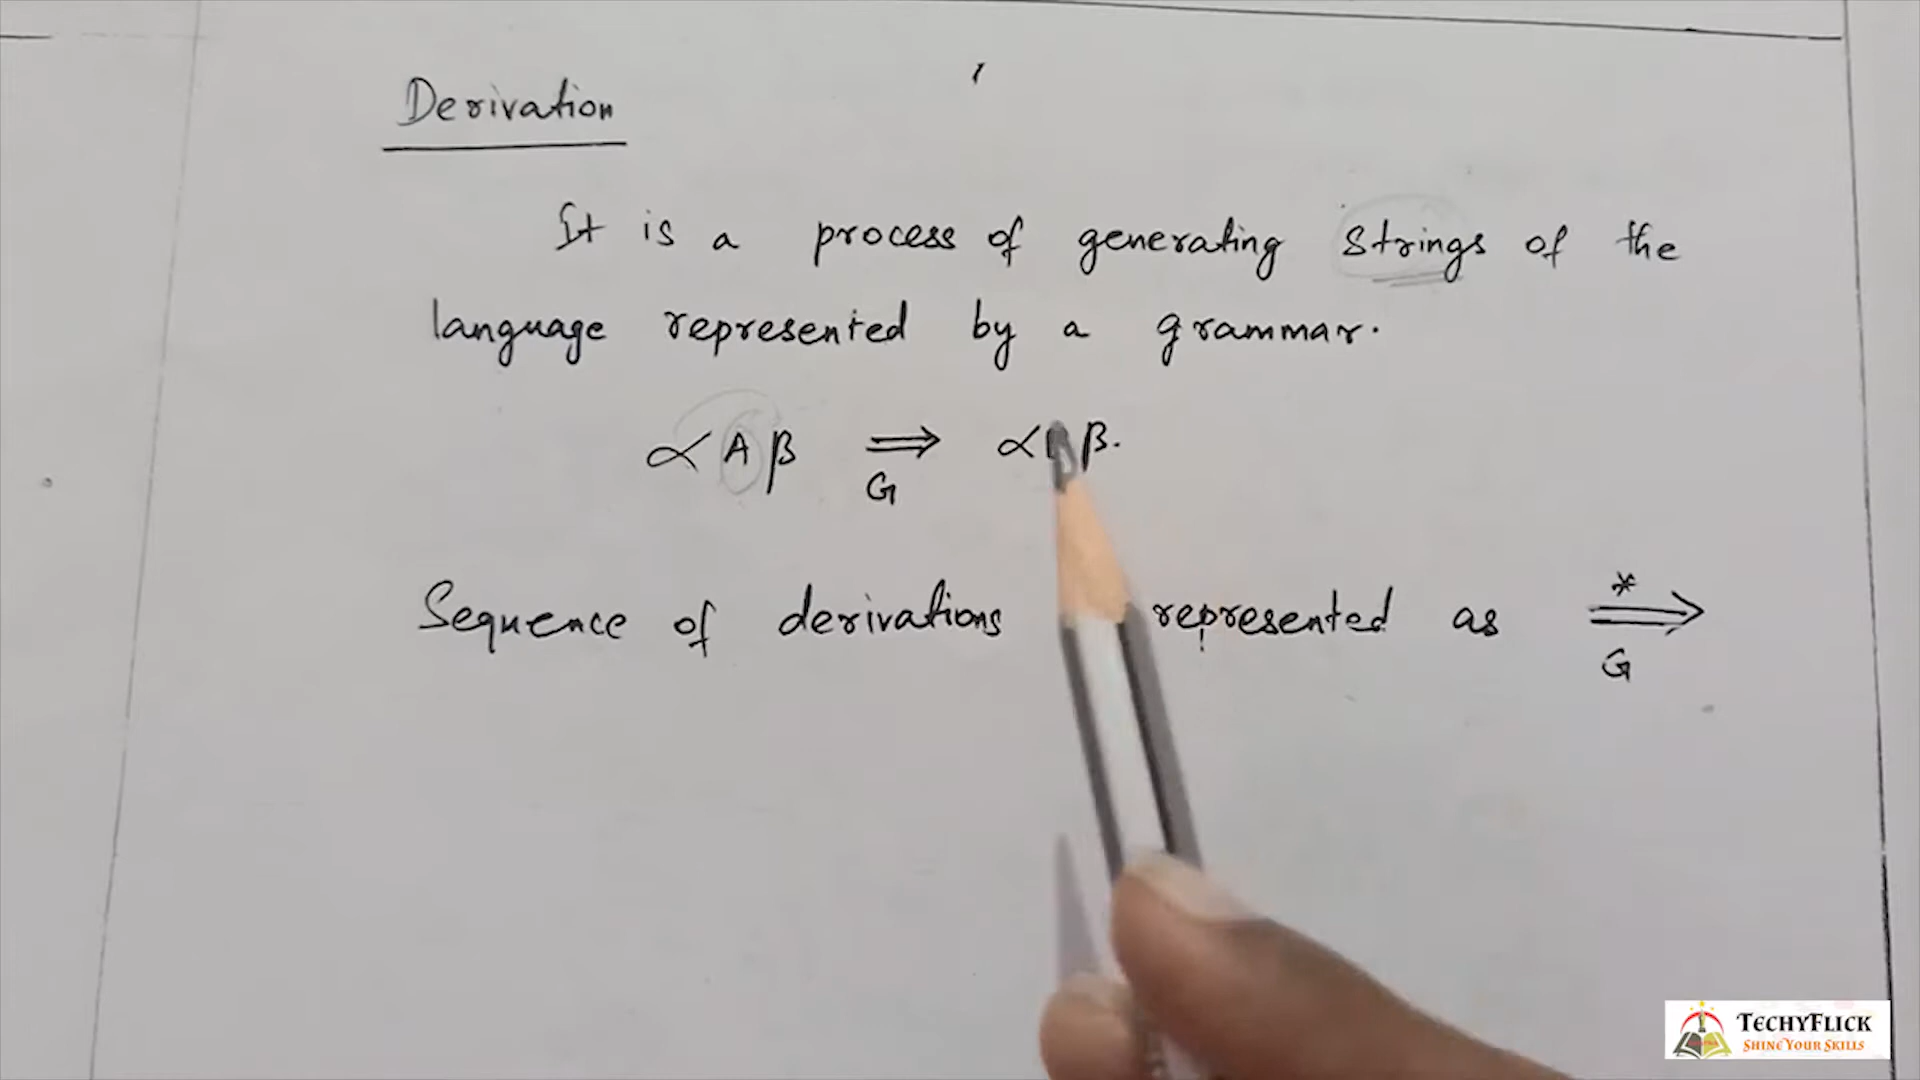 Derivation
It is a process of generating strings of the
language represented by a grammar.
α A β ⇒ α β.
G
Sequence of derivations represented as ⇒
*
G
TECHYFLICK
SHINE YOUR SKILLS